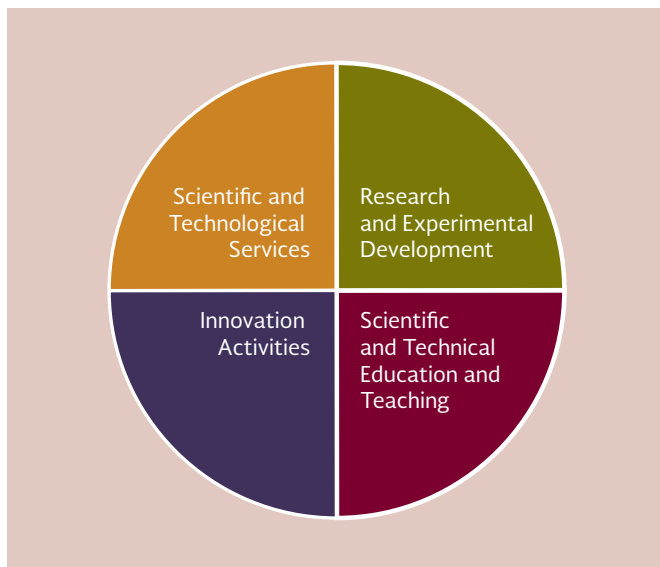 Scientific and
Technological
Services
Research
and Experimental
Development
Innovation
Activities
Scientific
and Technical
Education and
Teaching